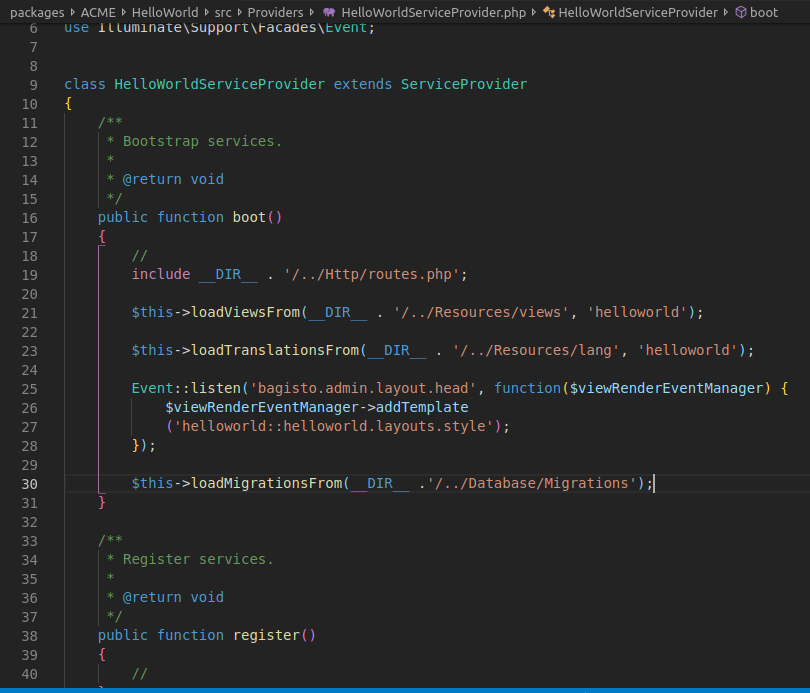 packages › ACME › HelloWorld › src › Providers › HelloWorldServiceProvider.php › HelloWorldServiceProvider › boot
6 use Illuminate\Support\Facades\Event;
7
8
9 class HelloWorldServiceProvider extends ServiceProvider
10 {
11     /**
12      * Bootstrap services.
13      *
14      * @return void
15      */
16     public function boot()
17     {
18         //
19         include __DIR__ . '/../Http/routes.php';
20
21         $this->loadViewsFrom(__DIR__ . '/../Resources/views', 'helloworld');
22
23         $this->loadTranslationsFrom(__DIR__ . '/../Resources/lang', 'helloworld');
24
25         Event::listen('bagisto.admin.layout.head', function($viewRenderEventManager) {
26             $viewRenderEventManager->addTemplate
27             ('helloworld::helloworld.layouts.style');
28         });
29
30         $this->loadMigrationsFrom(__DIR__ .'/../Database/Migrations');
31     }
32
33     /**
34      * Register services.
35      *
36      * @return void
37      */
38     public function register()
39     {
40         //